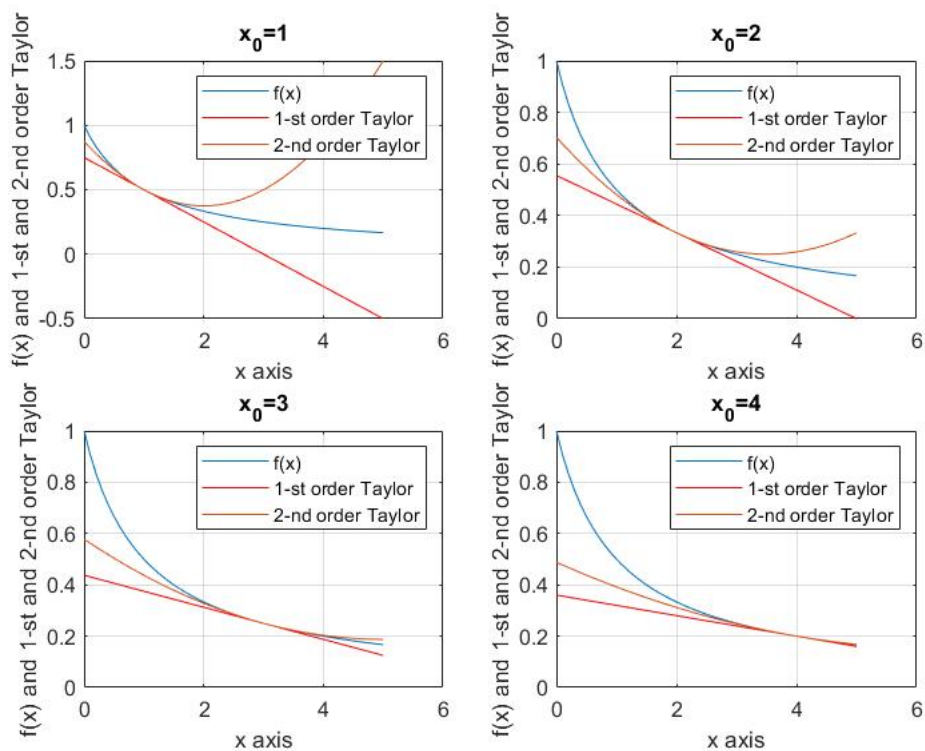 x_0=1
f(x) and 1-st and 2-nd order Taylor
1.5
1
0.5
0
-0.5
f(x)
1-st order Taylor
2-nd order Taylor
0 2 4 6
x axis
x_0=2
f(x) and 1-st and 2-nd order Taylor
1
0.8
0.6
0.4
0.2
0
f(x)
1-st order Taylor
2-nd order Taylor
0 2 4 6
x axis
x_0=3
f(x) and 1-st and 2-nd order Taylor
1
0.8
0.6
0.4
0.2
0
f(x)
1-st order Taylor
2-nd order Taylor
0 2 4 6
x axis
x_0=4
f(x) and 1-st and 2-nd order Taylor
1
0.8
0.6
0.4
0.2
0
f(x)
1-st order Taylor
2-nd order Taylor
0 2 4 6
x axis